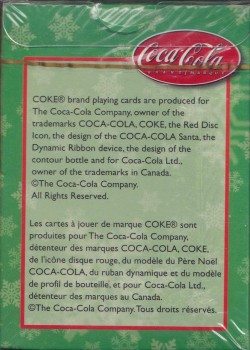 Coca-Cola
COKE® brand playing cards are produced for
The Coca-Cola Company, owner of the
trademarks COCA-COLA, COKE, the Red Disc
Icon, the design of the COCA-COLA Santa, the
Dynamic Ribbon device, the design of the
contour bottle and for Coca-Cola Ltd.,
owner of the trademarks in Canada.
©The Coca-Cola Company.
All Rights Reserved.
Les cartes à jouer de marque COKE® sont
produites pour The Coca-Cola Company,
détenteur des marques COCA-COLA, COKE,
de l'icône disque rouge, du modèle du Père Noël
COCA-COLA, du ruban dynamique et du modèle
de profil de bouteille, et pour Coca-Cola Ltd.,
détenteur des marques au Canada.
©The Coca-Cola Company. Tous droits réservés.